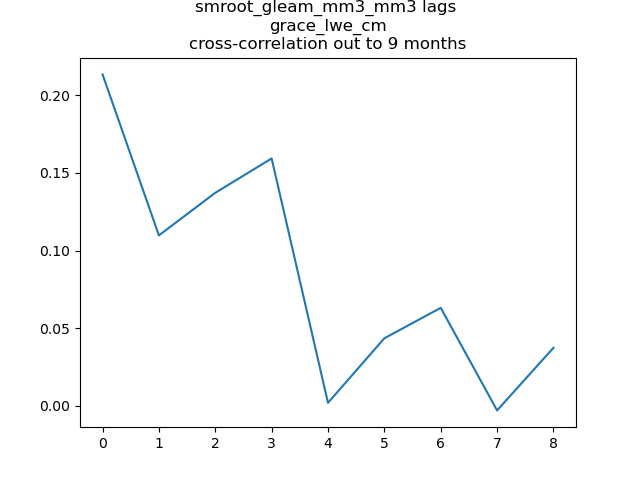 smroot_gleam_mm3_mm3 lags
grace_lwe_cm
cross-correlation out to 9 months
0.20
0.15
0.10
0.05
0.00
0 1 2 3 4 5 6 7 8